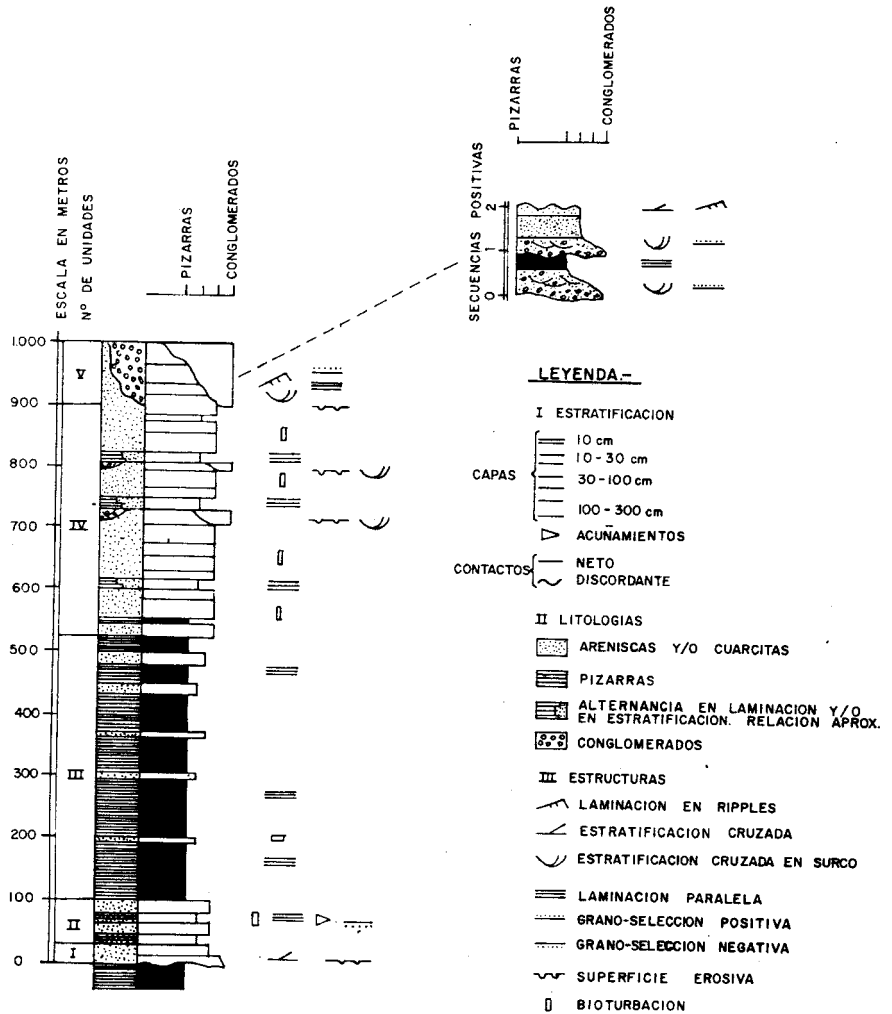 PIZARRAS
CONGLOMERADOS
SECUENCIAS POSITIVAS
2
1
0
ESCALA EN METROS
Nº DE UNIDADES
PIZARRAS
CONGLOMERADOS
1.000
900
800
700
600
500
400
300
200
100
0
V
IV
III
II
I
LEYENDA.-
I ESTRATIFICACION
CAPAS
10 cm
10-30 cm
30-100 cm
100-300 cm
ACUÑAMIENTOS
CONTACTOS
NETO
DISCORDANTE
II LITOLOGIAS
ARENISCAS Y/O CUARCITAS
PIZARRAS
ALTERNANCIA EN LAMINACION Y/O
EN ESTRATIFICACION. RELACION APROX.
CONGLOMERADOS
III ESTRUCTURAS
LAMINACION EN RIPPLES
ESTRATIFICACION CRUZADA
ESTRATIFICACION CRUZADA EN SURCO
LAMINACION PARALELA
GRANO-SELECCION POSITIVA
GRANO-SELECCION NEGATIVA
SUPERFICIE EROSIVA
BIOTURBACION